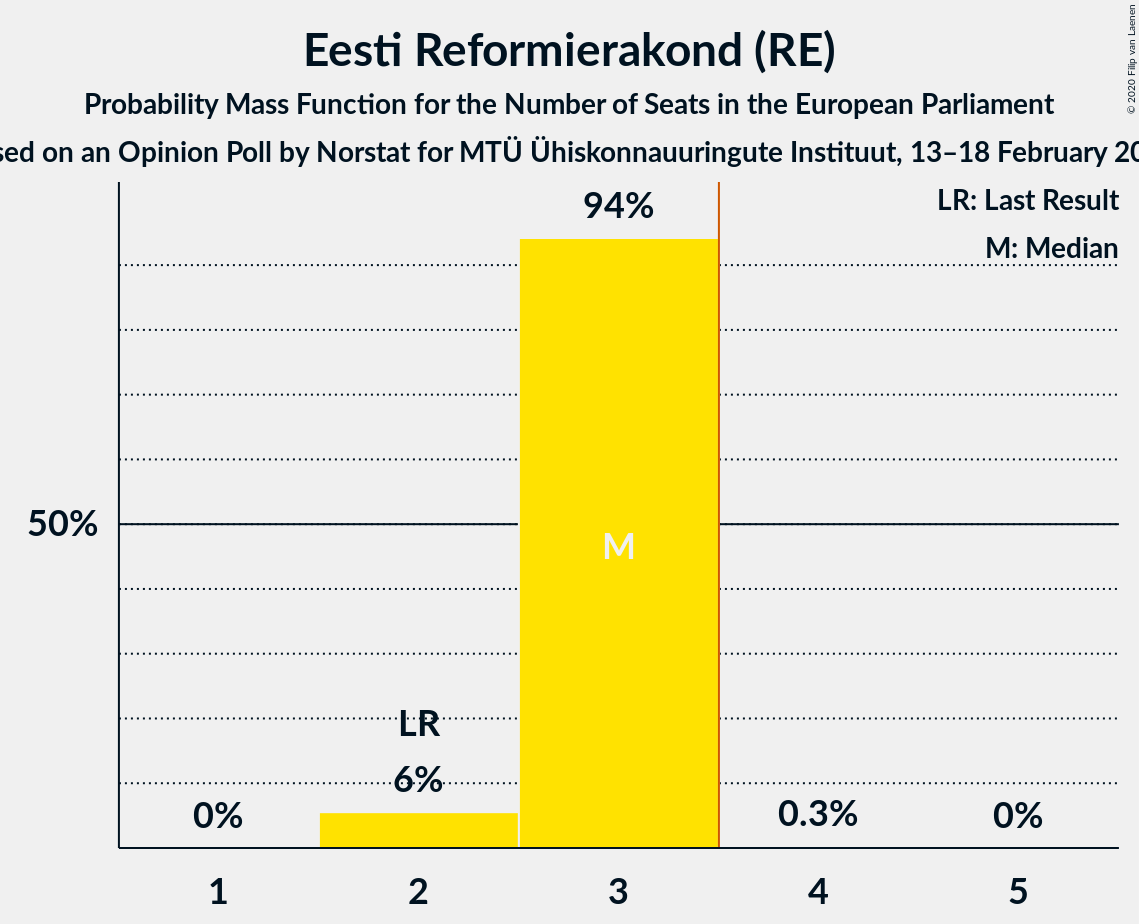 Eesti Reformierakond (RE)
Probability Mass Function for the Number of Seats in the European Parliament
on an Opinion Poll by Norstat for MTÜ Ühiskonnauuringute Instituut, 13–18 February
© 2020 Filip van Laenen
LR: Last Result
M: Median
94%
50%
M
LR
6%
0%
0.3%
0%
1
2
3
4
5